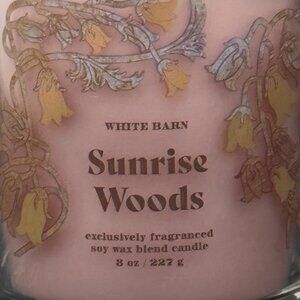 WHITE BARN
Sunrise
Woods
exclusively fragranced
soy wax blend candle
8 oz / 227 g